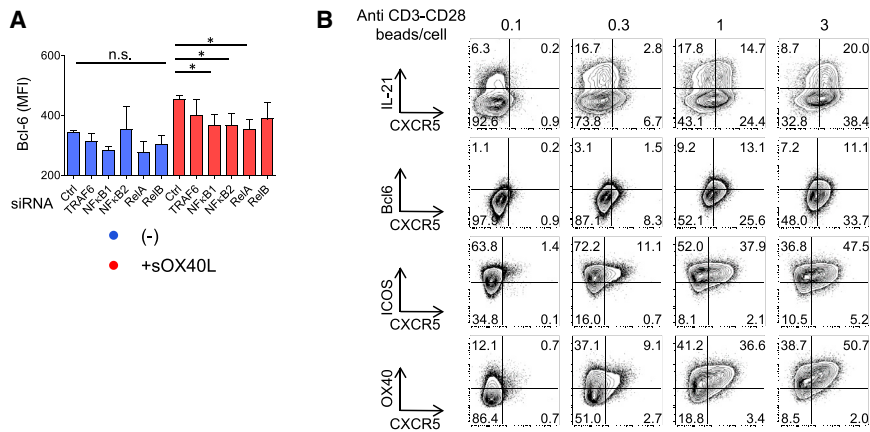 A
600
400
200
Bcl-6 (MFI)
n.s.
*
*
*
siRNA
Ctrl
TRAF6
NFκB1
NFκB2
RelA
RelB
Ctrl
TRAF6
NFκB1
NFκB2
RelA
RelB
(-)
+sOX40L
B
Anti CD3-CD28
beads/cell
0.1 0.3 1 3
IL-21
CXCR5
6.3 0.2 16.7 2.8 17.8 14.7 8.7 20.0
92.6 0.9 73.8 6.7 43.1 24.4 32.8 38.4
Bcl6
CXCR5
1.1 0.2 3.1 1.5 9.2 13.1 7.2 11.1
97.9 0.9 87.1 8.3 52.1 25.6 48.0 33.7
ICOS
CXCR5
63.8 1.4 72.2 11.1 52.0 37.9 36.8 47.5
34.8 0.1 16.0 0.7 8.1 2.1 10.5 5.2
OX40
CXCR5
12.1 0.7 37.1 9.1 41.2 36.6 38.7 50.7
86.4 0.7 51.0 2.7 18.8 3.4 8.5 2.0